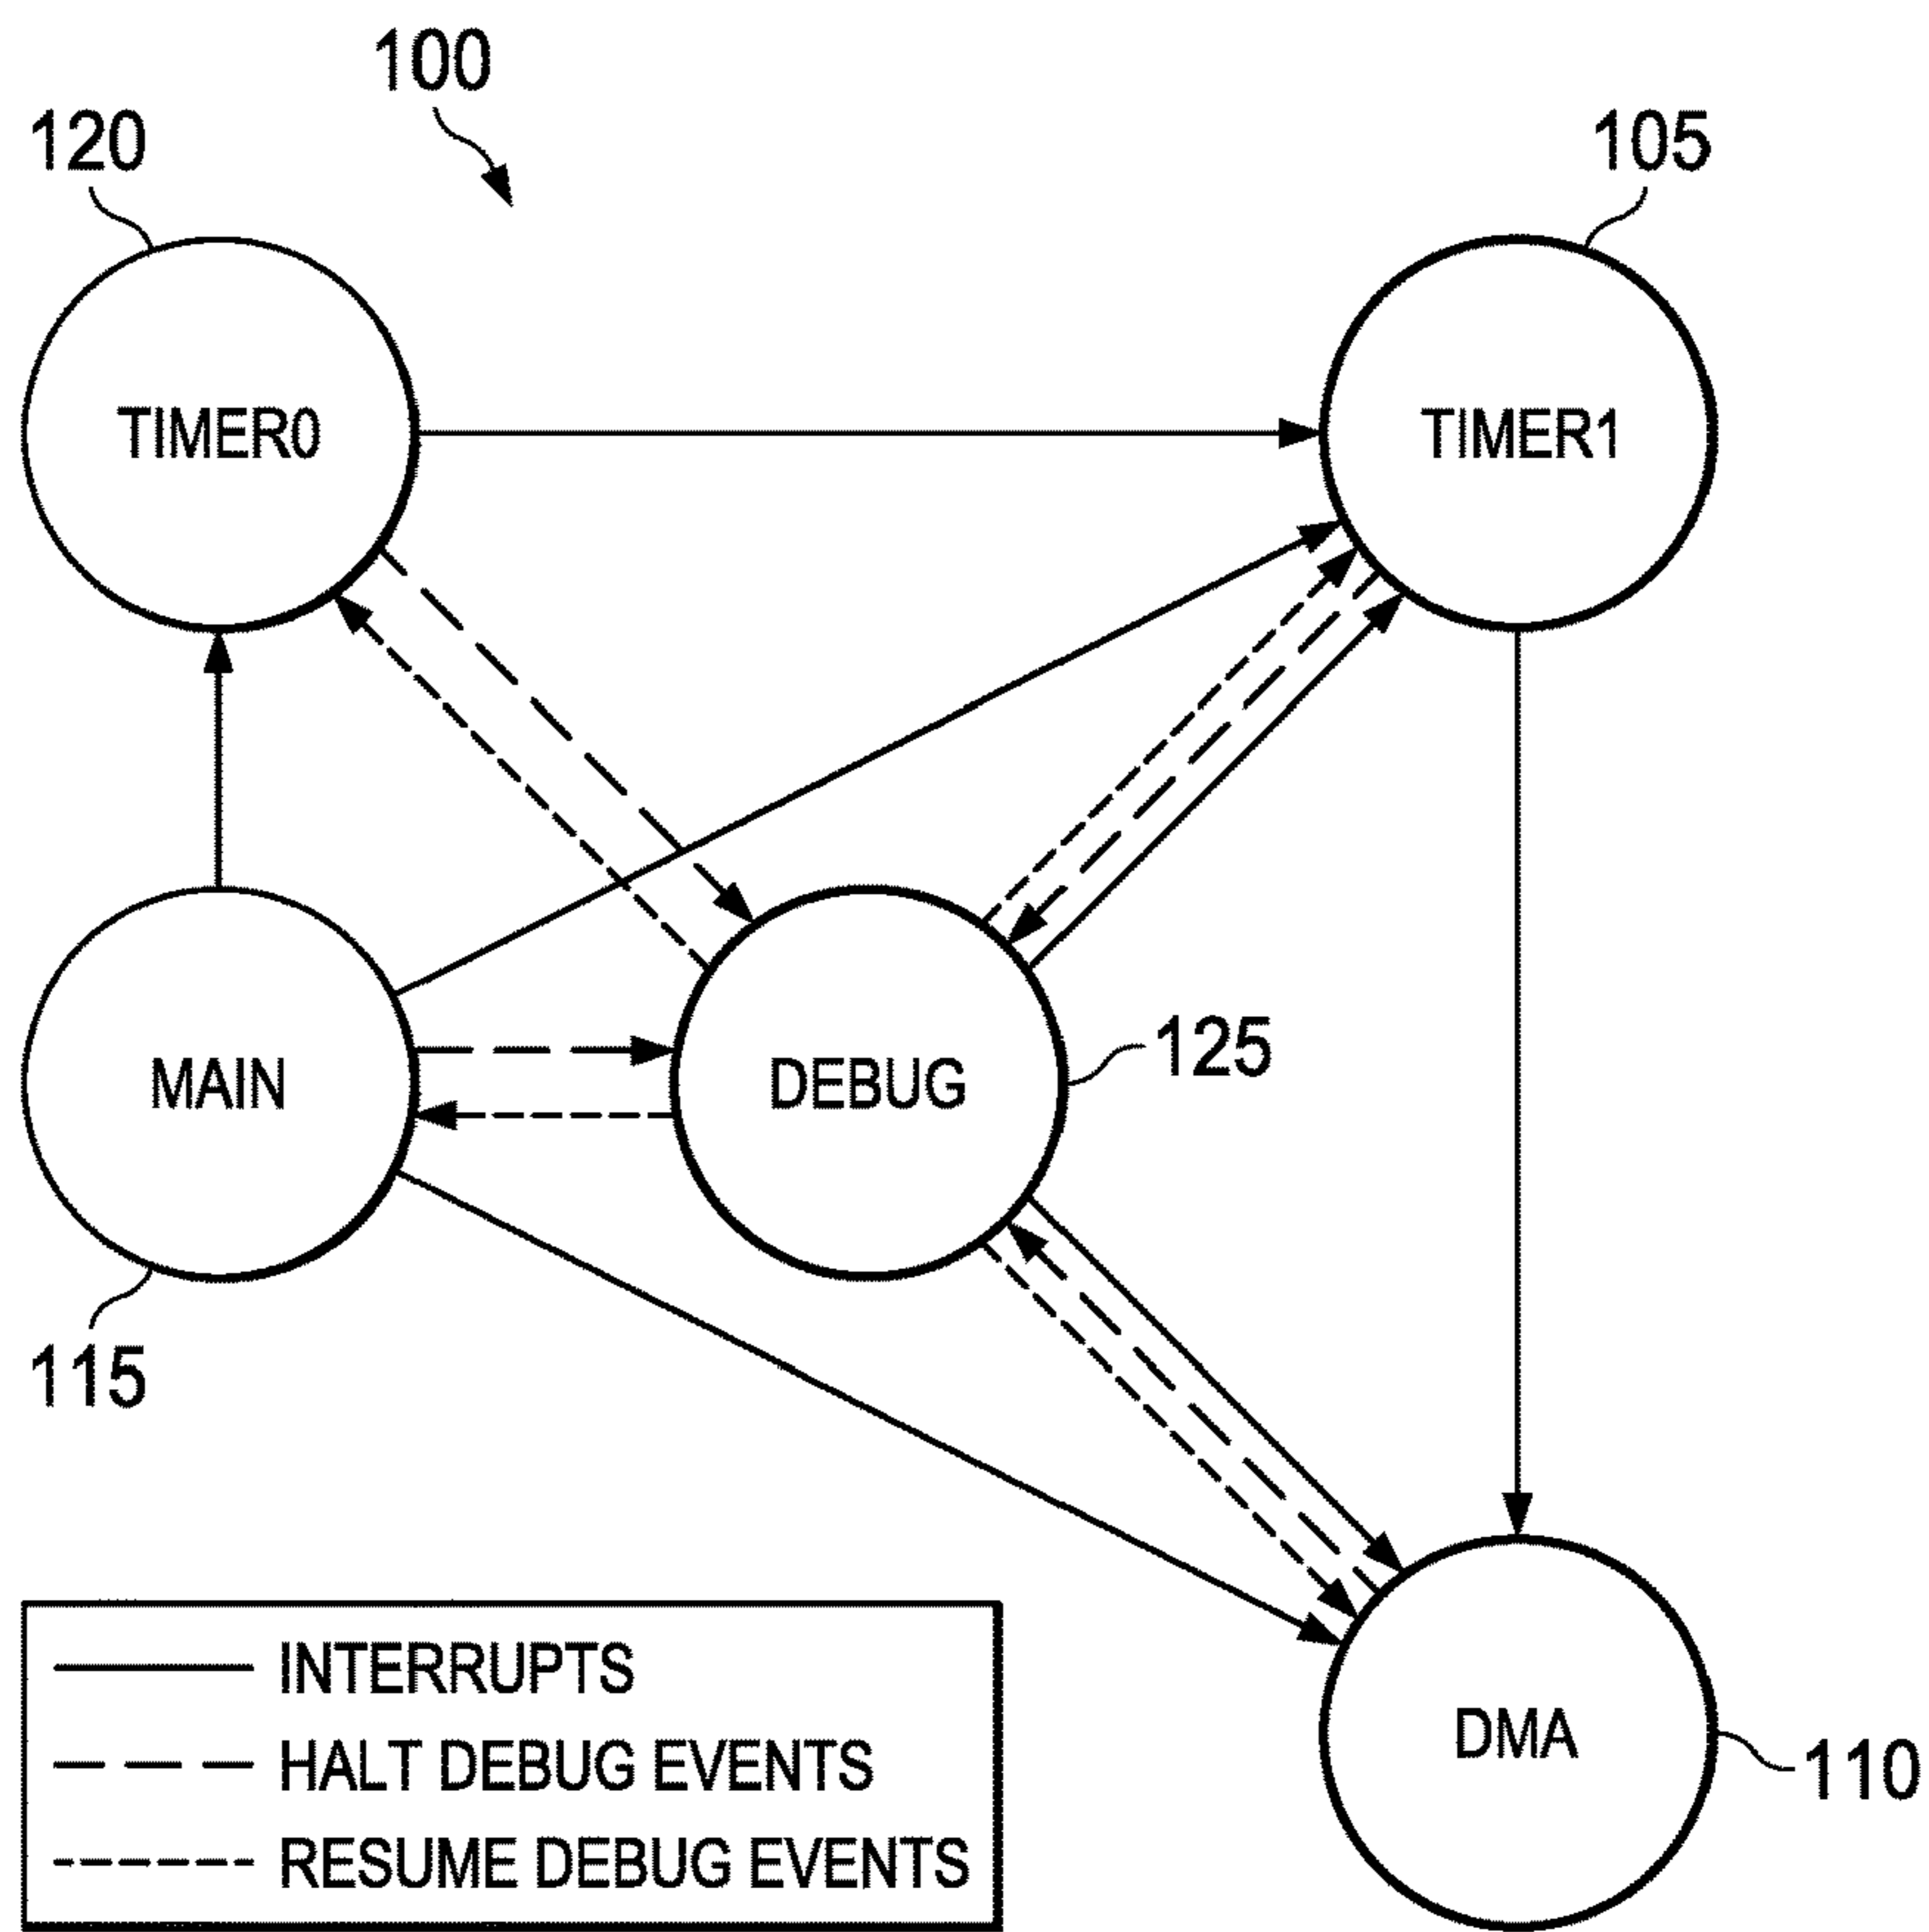 100
120
105
TIMER0
TIMER1
MAIN
DEBUG
125
115
INTERRUPTS
HALT DEBUG EVENTS
RESUME DEBUG EVENTS
DMA
110